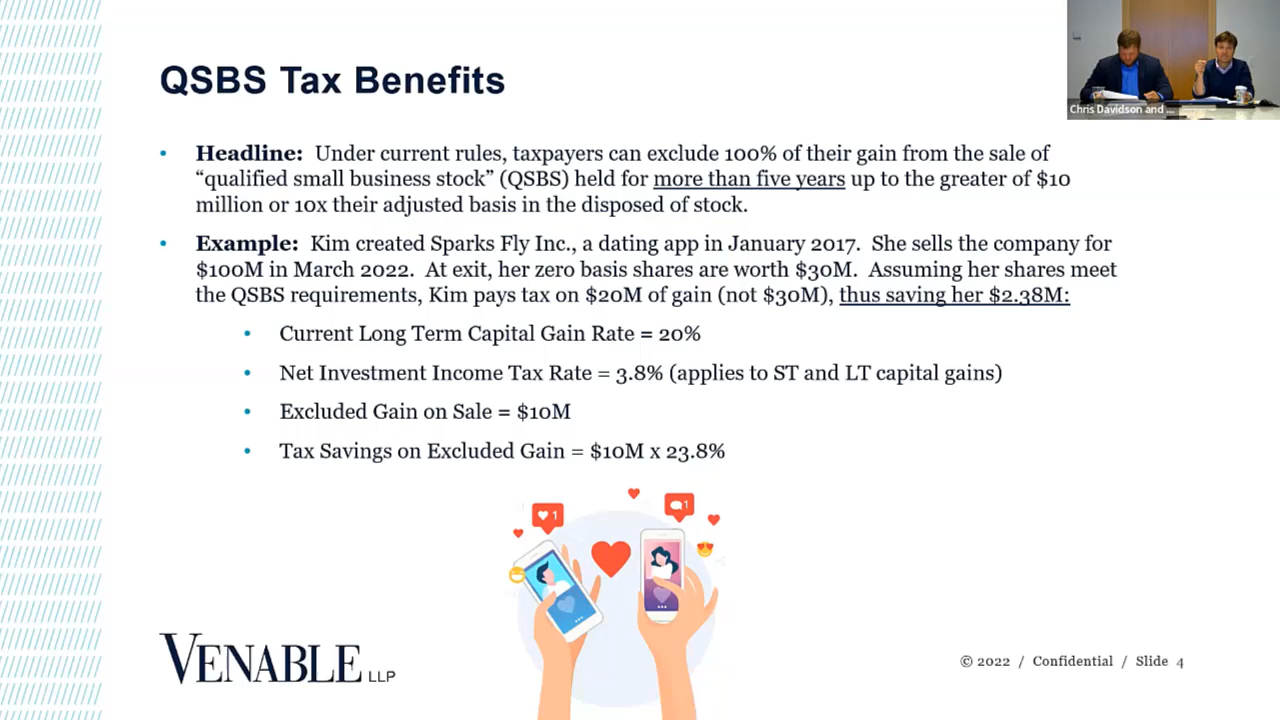 QSBS Tax Benefits
Chris Davidson and ...
• Headline: Under current rules, taxpayers can exclude 100% of their gain from the sale of
“qualified small business stock” (QSBS) held for more than five years up to the greater of $10
million or 10x their adjusted basis in the disposed of stock.
• Example: Kim created Sparks Fly Inc., a dating app in January 2017. She sells the company for
$100M in March 2022. At exit, her zero basis shares are worth $30M. Assuming her shares meet
the QSBS requirements, Kim pays tax on $20M of gain (not $30M), thus saving her $2.38M:
• Current Long Term Capital Gain Rate = 20%
• Net Investment Income Tax Rate = 3.8% (applies to ST and LT capital gains)
• Excluded Gain on Sale = $10M
• Tax Savings on Excluded Gain = $10M x 23.8%
1
1
VENABLE LLP
© 2022 / Confidential / Slide 4